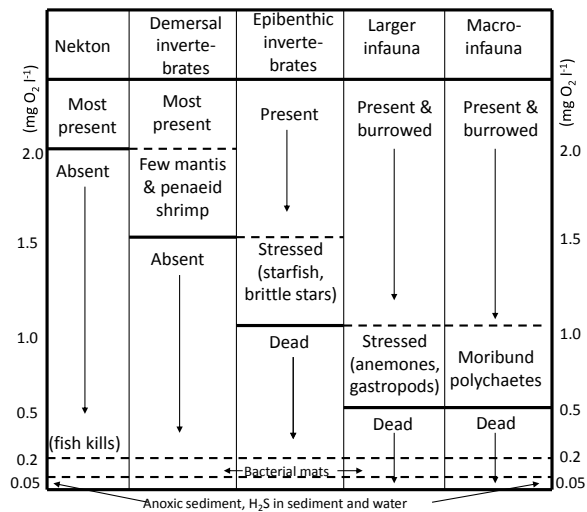 Nekton
Demersal
inverte-
brates
Epibenthic
inverte-
brates
Larger
infauna
Macro-
infauna
(mg O₂ l⁻¹)
(mg O₂ l⁻¹)
Most
present
Most
present
Present
Present &
burrowed
Present &
burrowed
2.0
2.0
Absent
Few mantis
& penaeid
shrimp
1.5
1.5
Absent
Stressed
(starfish,
brittle stars)
1.0
1.0
Dead
Stressed
(anemones,
gastropods)
Moribund
polychaetes
0.5
0.5
Dead
Dead
(fish kills)
0.2
0.2
Bacterial mats
0.05
0.05
Anoxic sediment, H₂S in sediment and water